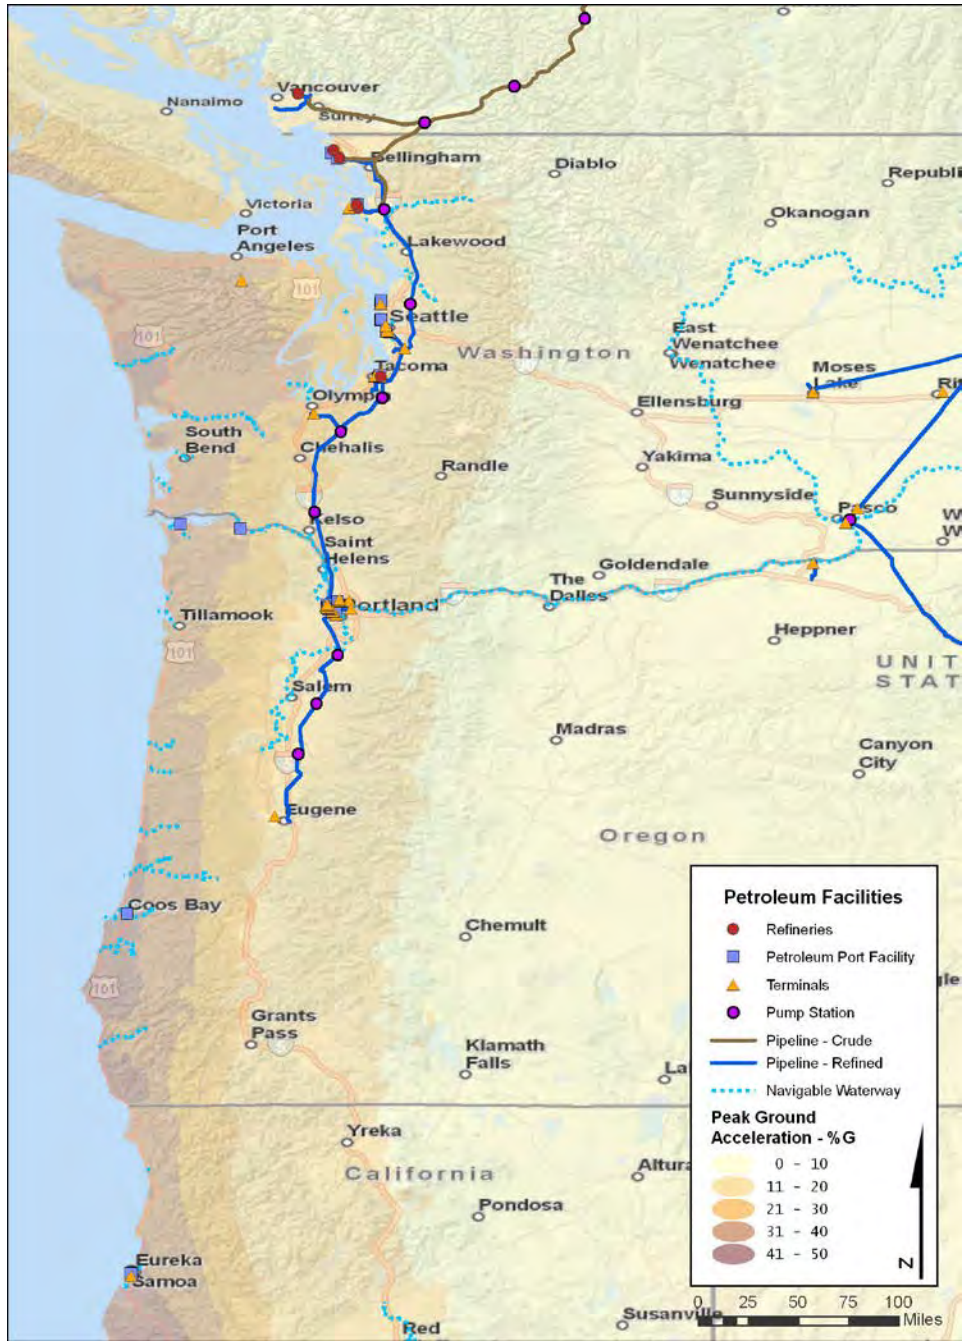 Vancouver
Nanaimo
Surrey
Bellingham
Diablo
Republi
Victoria
Okanogan
Port
Angeles
Lakewood
101
Seattle
101
East
Wenatchee
Washington
Wenatchee
Tacoma
Moses
Lake
Rit
Olymp
Ellensburg
South
Bend
Chehalis
Randle
Yakima
Sunnyside
Pasco
W
W
Kelso
Saint
Helens
Goldendale
The
Dalles
Portland
Tillamook
Heppner
101
UNIT
STAT
Salem
Madras
Canyon
City
Eugene
Oregon
Coos Bay
Chemult
101
gle
Grants
Pass
Klamath
Falls
La
Yreka
California
Altura
Pondosa
Eureka
Samoa
Susanville
Red
Petroleum Facilities
Refineries
Petroleum Port Facility
Terminals
Pump Station
Pipeline - Crude
Pipeline - Refined
Navigable Waterway
Peak Ground
Acceleration - %G
0 - 10
11 - 20
21 - 30
31 - 40
41 - 50
N
0 25 50 75 100
Miles